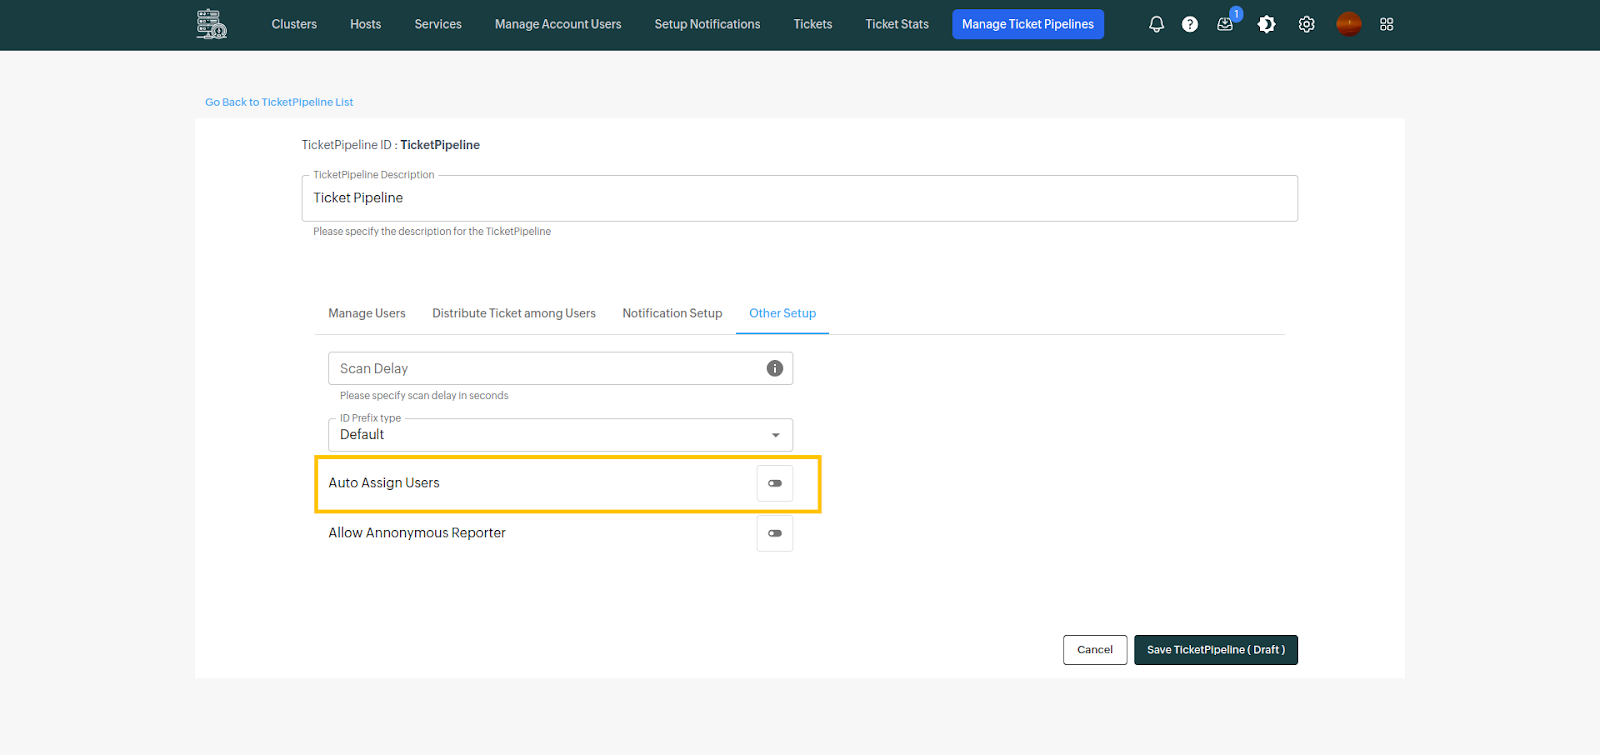 Clusters Hosts Services Manage Account Users Setup Notifications Tickets Ticket Stats Manage Ticket Pipelines 1
Go Back to TicketPipeline List
TicketPipeline ID : TicketPipeline
TicketPipeline Description
Ticket Pipeline
Please specify the description for the TicketPipeline
Manage Users Distribute Ticket among Users Notification Setup Other Setup
Scan Delay
Please specify scan delay in seconds
ID Prefix type
Default
Auto Assign Users
Allow Annonymous Reporter
Cancel Save TicketPipeline ( Draft )